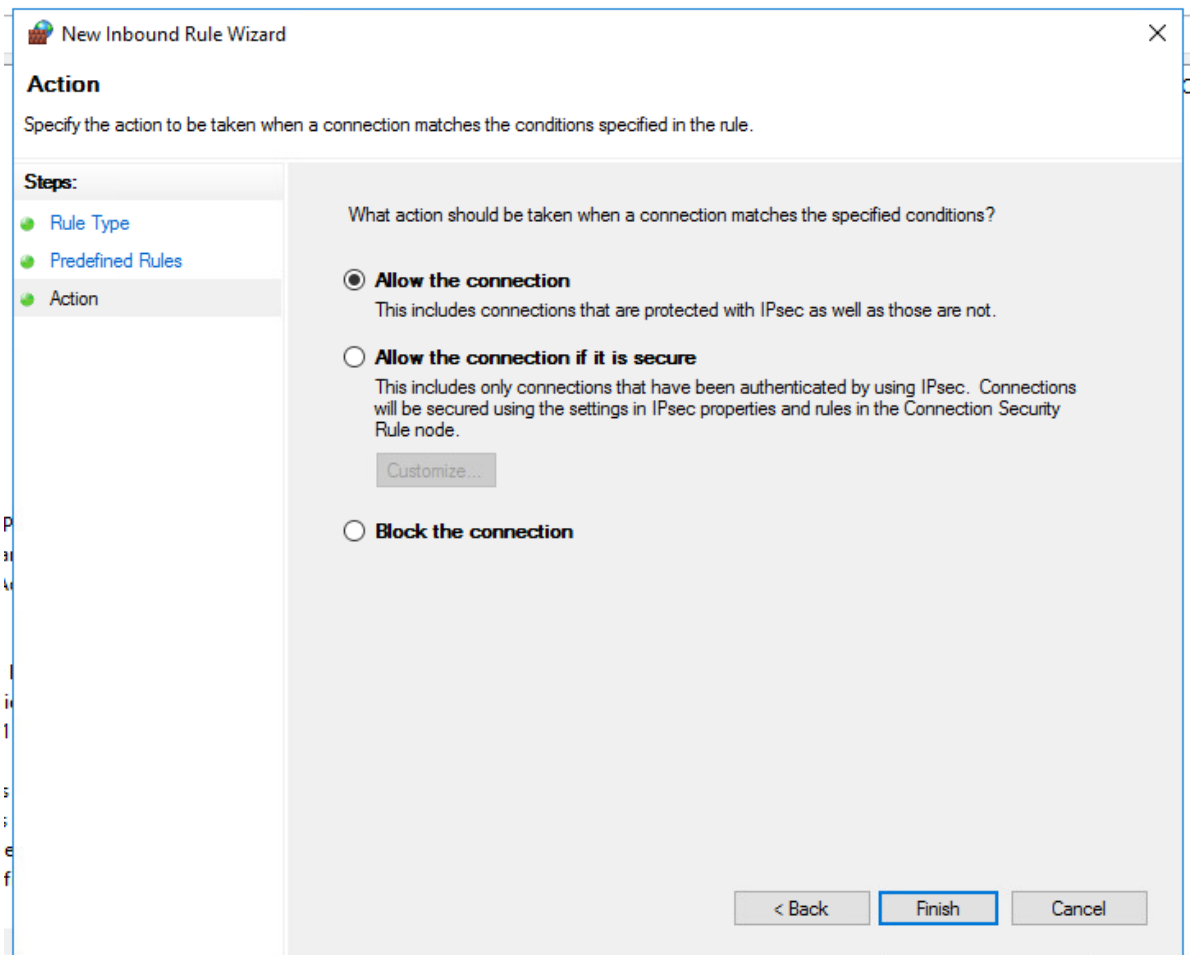 New Inbound Rule Wizard
Action
Specify the action to be taken when a connection matches the conditions specified in the rule.
Steps:
Rule Type
Predefined Rules
Action
What action should be taken when a connection matches the specified conditions?
Allow the connection
This includes connections that are protected with IPsec as well as those are not.
Allow the connection if it is secure
This includes only connections that have been authenticated by using IPsec. Connections
will be secured using the settings in IPsec properties and rules in the Connection Security
Rule node.
Customize...
Block the connection
< Back
Finish
Cancel